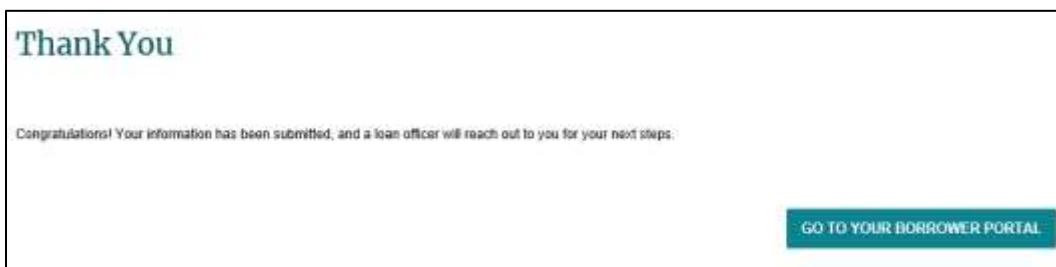 Thank You
Congratulations! Your information has been submitted, and a loan officer will reach out to you for your next steps.
GO TO YOUR BORROWER PORTAL